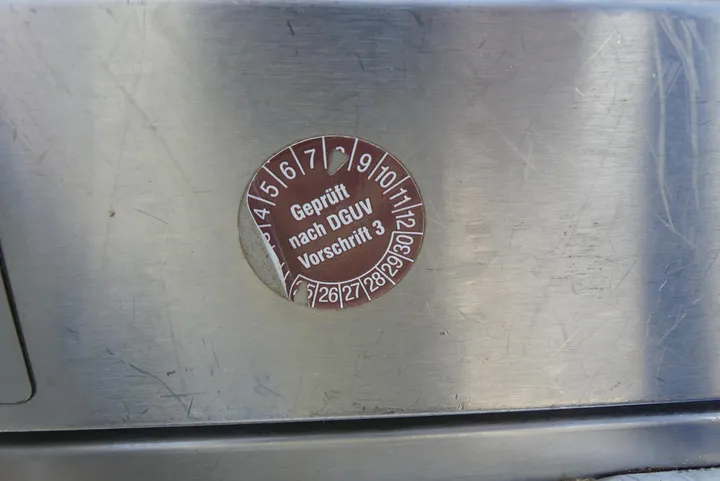 4 5 6 7 9 10 11 12
Geprüft
nach DGUV
Vorschrift 3
26 27 28 29 30